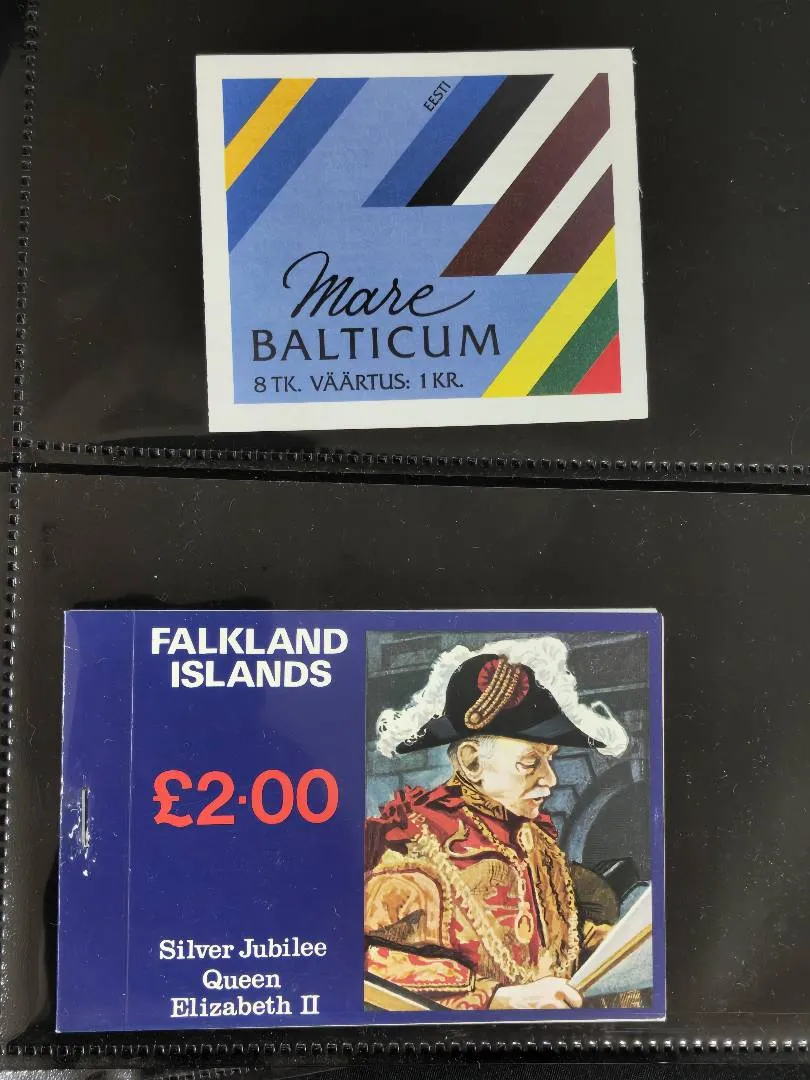 EESTI
Mare
BALTICUM
8 TK. VÄÄRTUS: 1 KR.
FALKLAND
ISLANDS
£2·00
Silver Jubilee
Queen
Elizabeth II